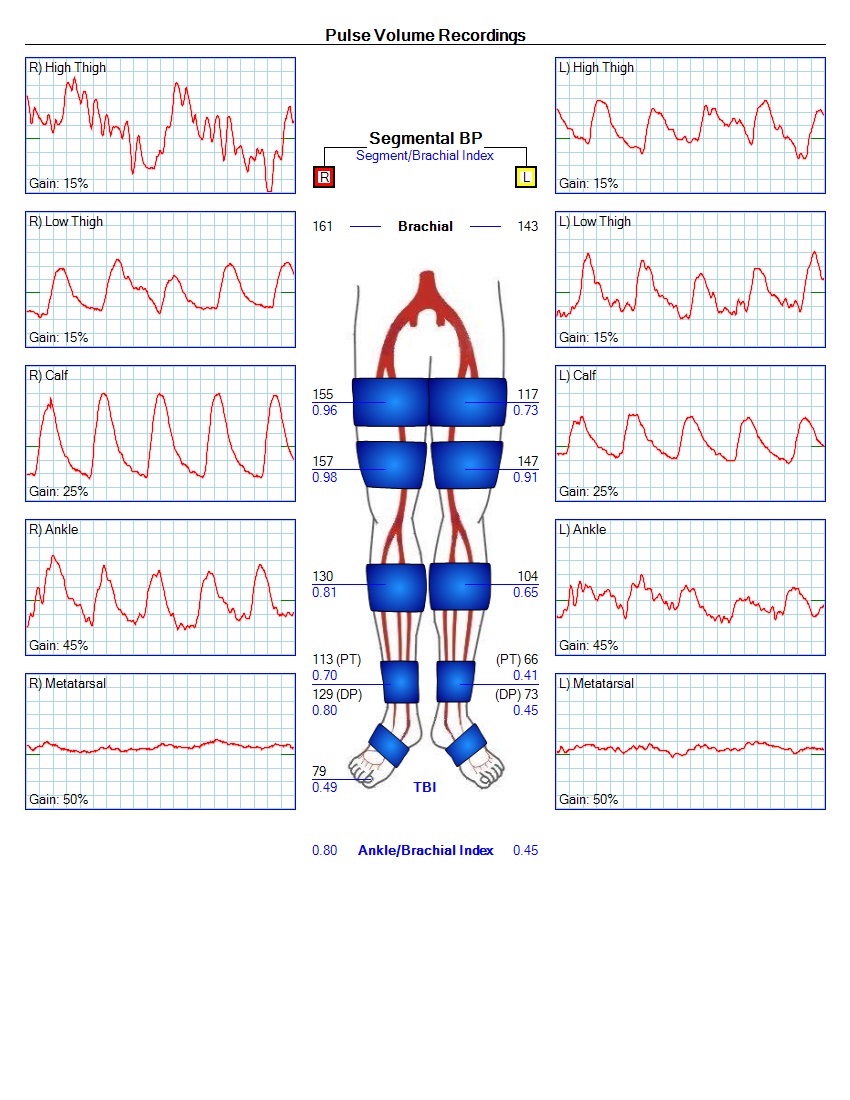 Pulse Volume Recordings
R) High Thigh
Gain: 15%
L) High Thigh
Gain: 15%
Segmental BP
Segment/Brachial Index
R
L
161 Brachial 143
R) Low Thigh
Gain: 15%
L) Low Thigh
Gain: 15%
R) Calf
Gain: 25%
L) Calf
Gain: 25%
155 117
0.96 0.73
157 147
0.98 0.91
R) Ankle
Gain: 45%
L) Ankle
Gain: 45%
130 104
0.81 0.65
113 (PT) (PT) 66
0.70 0.41
129 (DP) (DP) 73
0.80 0.45
R) Metatarsal
Gain: 50%
L) Metatarsal
Gain: 50%
79
0.49 TBI
0.80 Ankle/Brachial Index 0.45